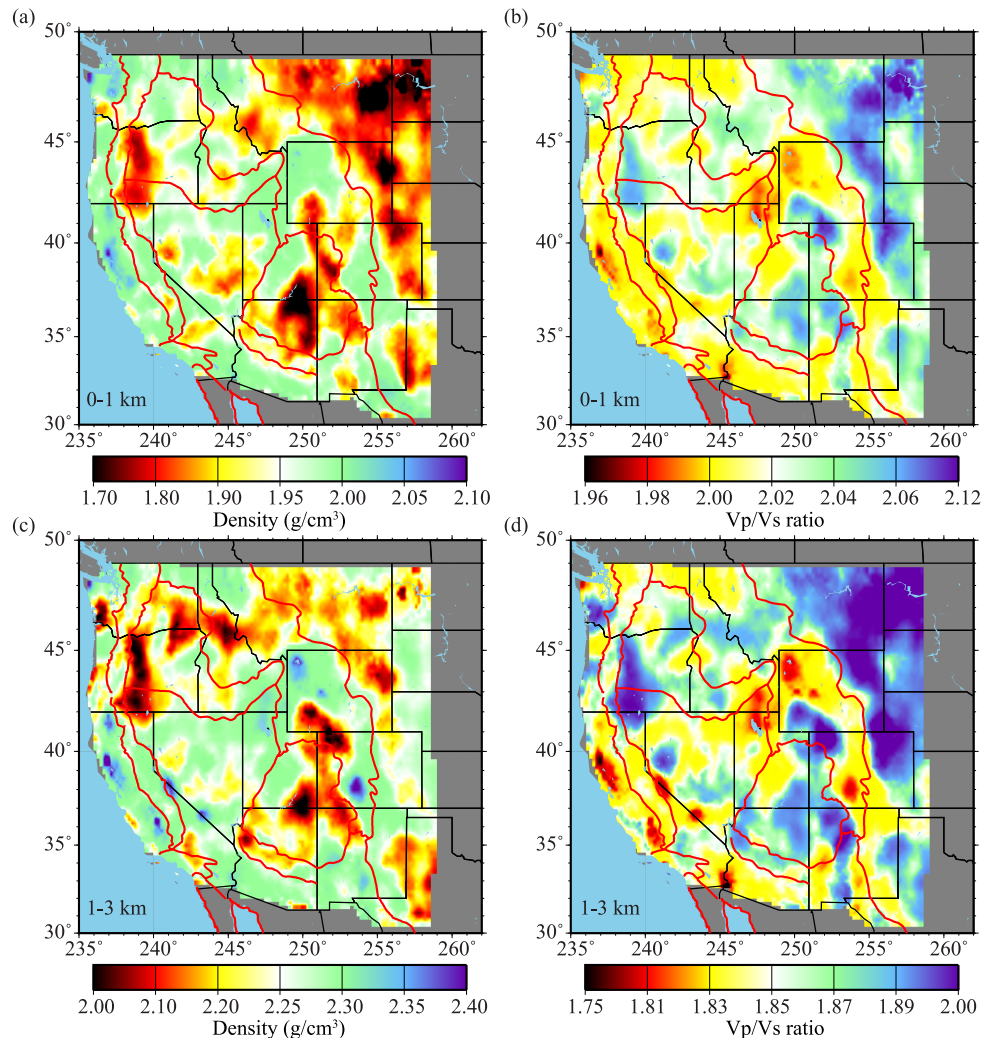 (a) (b)
50° 50°
45° 45°
40° 40°
35° 35°
0-1 km 0-1 km
30° 30°
235 240 245 250 255 260 235 240 245 250 255 260
1.70 1.80 1.90 1.95 2.00 2.05 2.10 1.96 1.98 2.00 2.02 2.04 2.06 2.12
Density (g/cm³) Vp/Vs ratio
(c) (d)
50° 50°
45° 45°
40° 40°
35° 35°
1-3 km 1-3 km
30° 30°
235 240 245 250 255 260 235 240 245 250 255 260
2.00 2.10 2.20 2.25 2.30 2.35 2.40 1.75 1.81 1.83 1.85 1.87 1.89 2.00
Density (g/cm³) Vp/Vs ratio